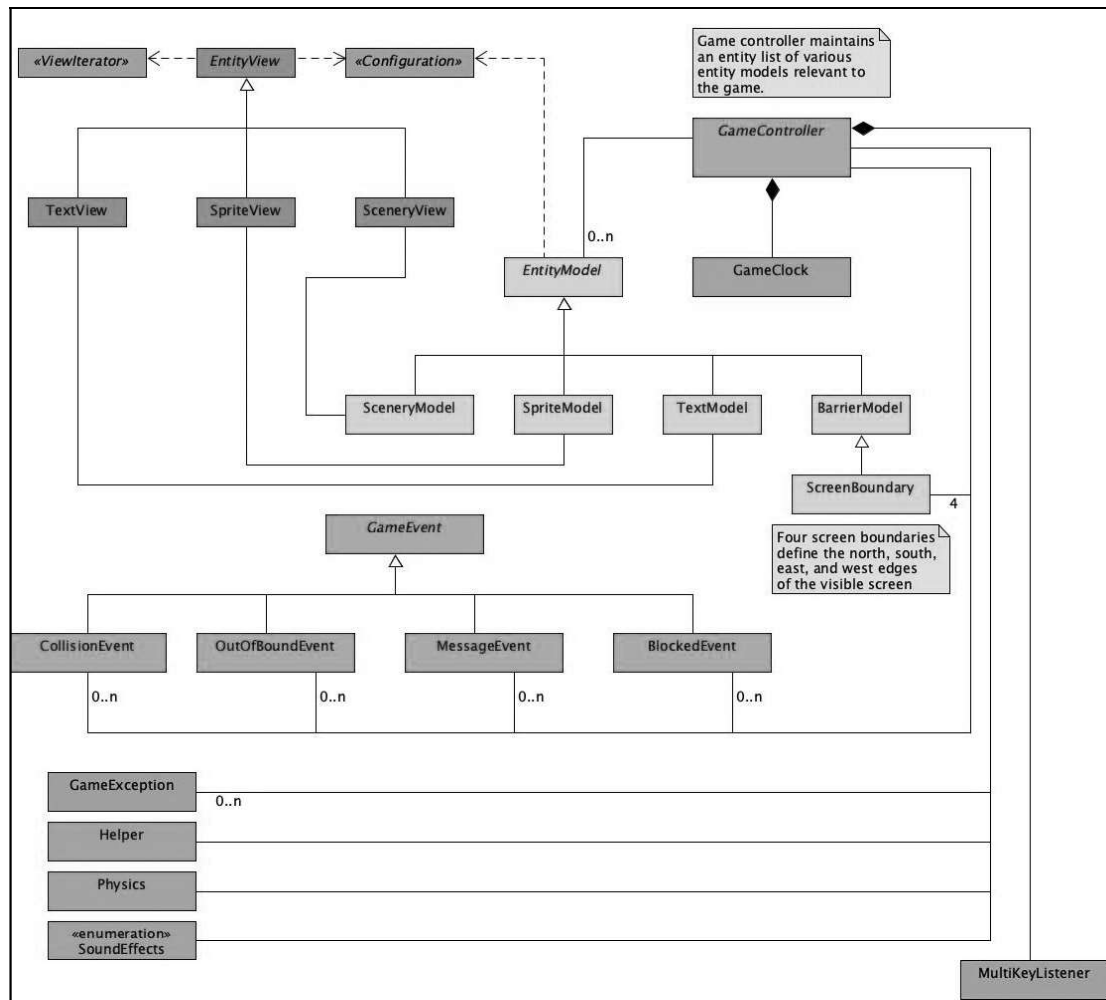 Game controller maintains
an entity list of various
entity models relevant to
the game.
«ViewIterator»
EntityView
«Configuration»
GameController
TextView
SpriteView
SceneryView
0..n
EntityModel
GameClock
SceneryModel
SpriteModel
TextModel
BarrierModel
ScreenBoundary
4
GameEvent
Four screen boundaries
define the north, south,
east, and west edges
of the visible screen
CollisionEvent
OutOfBoundEvent
MessageEvent
BlockedEvent
0..n
0..n
0..n
0..n
GameException
0..n
Helper
Physics
«enumeration»
SoundEffects
MultiKeyListener